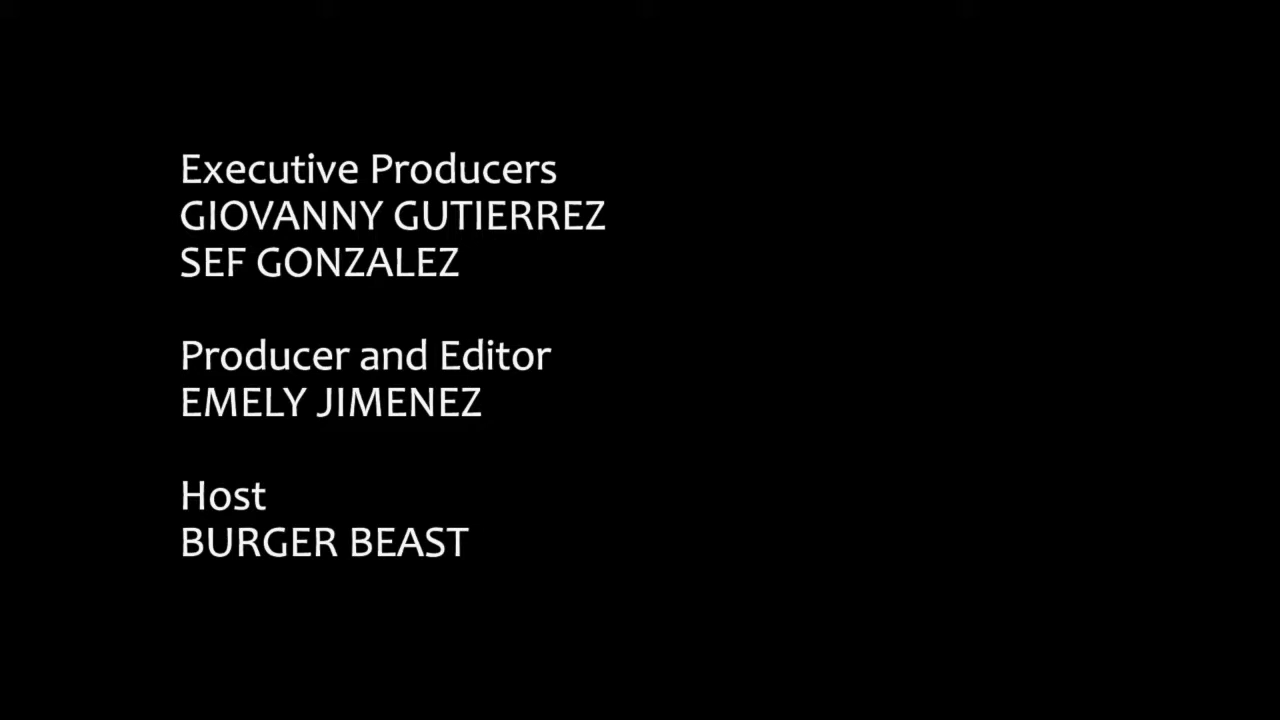 Executive Producers
GIOVANNY GUTIERREZ
SEF GONZALEZ
Producer and Editor
EMELY JIMENEZ
Host
BURGER BEAST